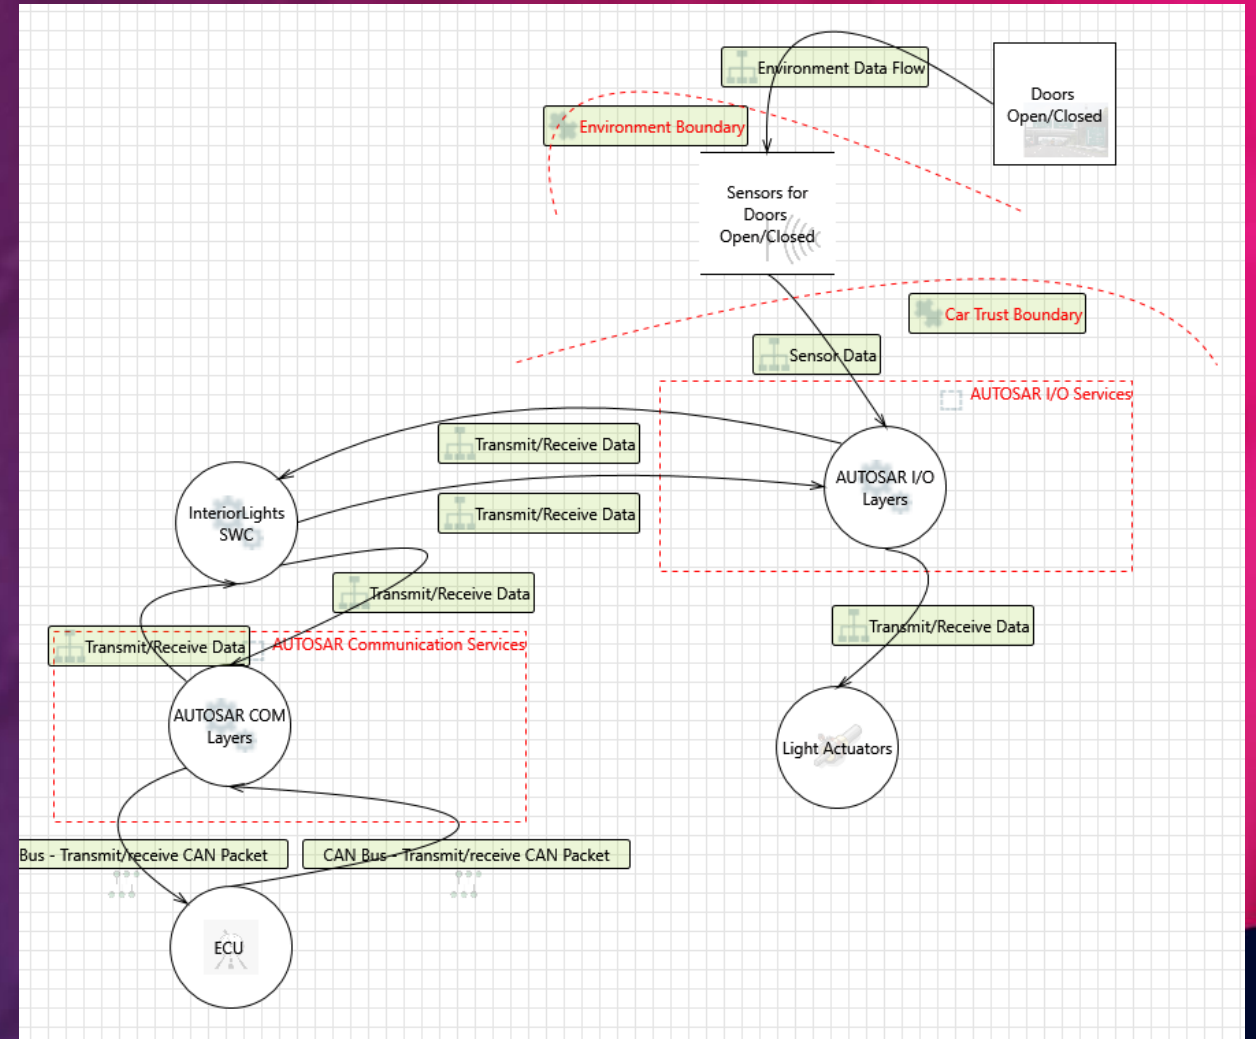 Environment Data Flow
Doors
Open/Closed
Environment Boundary
Sensors for
Doors
Open/Closed
Car Trust Boundary
Sensor Data
AUTOSAR I/O Services
Transmit/Receive Data
AUTOSAR I/O
Layers
InteriorLights
SWC
Transmit/Receive Data
Transmit/Receive Data
Transmit/Receive Data
Transmit/Receive Data
AUTOSAR Communication Services
AUTOSAR COM
Layers
Light Actuators
Bus - Transmit/receive CAN Packet
CAN Bus - Transmit/receive CAN Packet
ECU